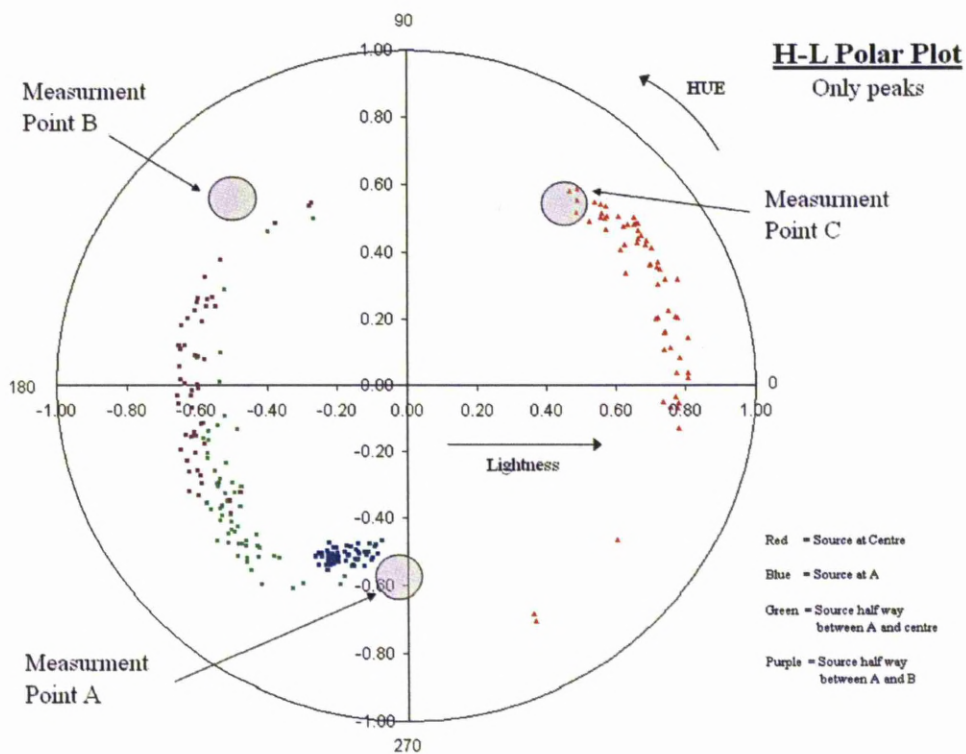 90
H-L Polar Plot
Only peaks
HUE
Measurment
Point B
Measurment
Point C
Measurment
Point A
1.00
0.80
0.60
0.40
0.20
0.00
-0.20
-0.40
-0.60
-0.80
-1.00
180
-1.00 -0.80 -0.60 -0.40 -0.20 0.00 0.20 0.40 0.60 0.80 1.00
0
Lightness
Red = Source at Centre
Blue = Source at A
Green = Source half way
between A and centre
Purple = Source half way
between A and B
270